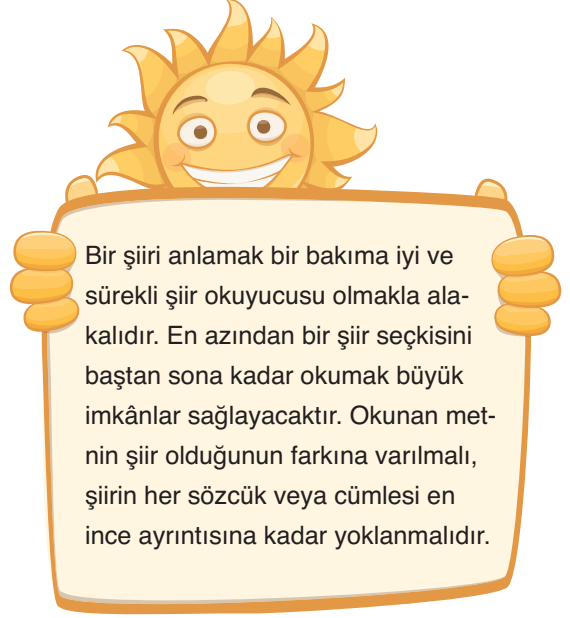 Bir şiiri anlamak bir bakıma iyi ve
sürekli şiir okuyucusu olmakla ala-
kalıdır. En azından bir şiir seçkisini
baştan sona kadar okumak büyük
imkânlar sağlayacaktır. Okunan met-
nin şiir olduğunun farkına varılmalı,
şiirin her sözcük veya cümlesi en
ince ayrıntısına kadar yoklanmalıdır.